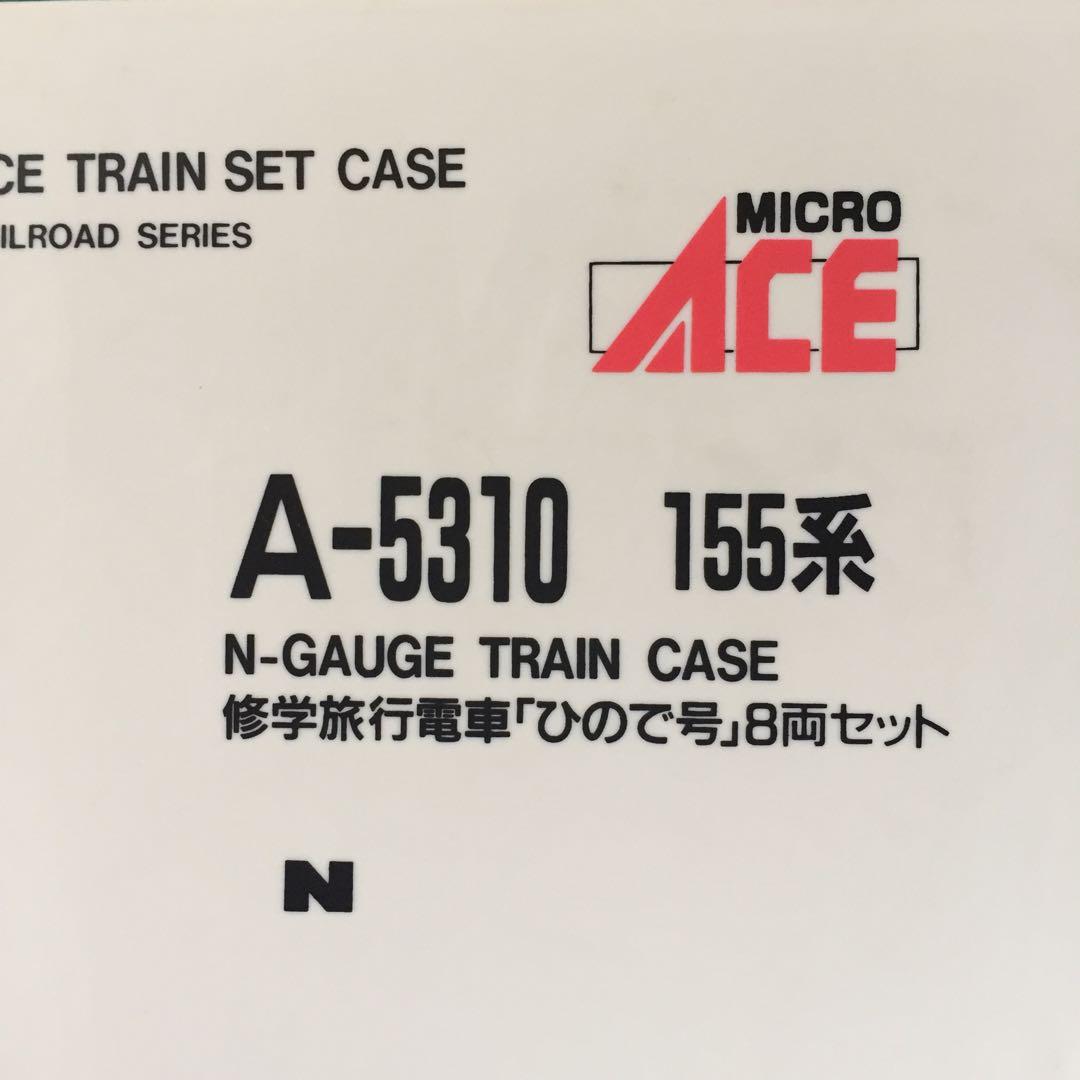 CE TRAIN SET CASE
ILROAD SERIES
MICRO
ACE
A-5310 155系
N-GAUGE TRAIN CASE
修学旅行電車「ひので号」8両セット
N